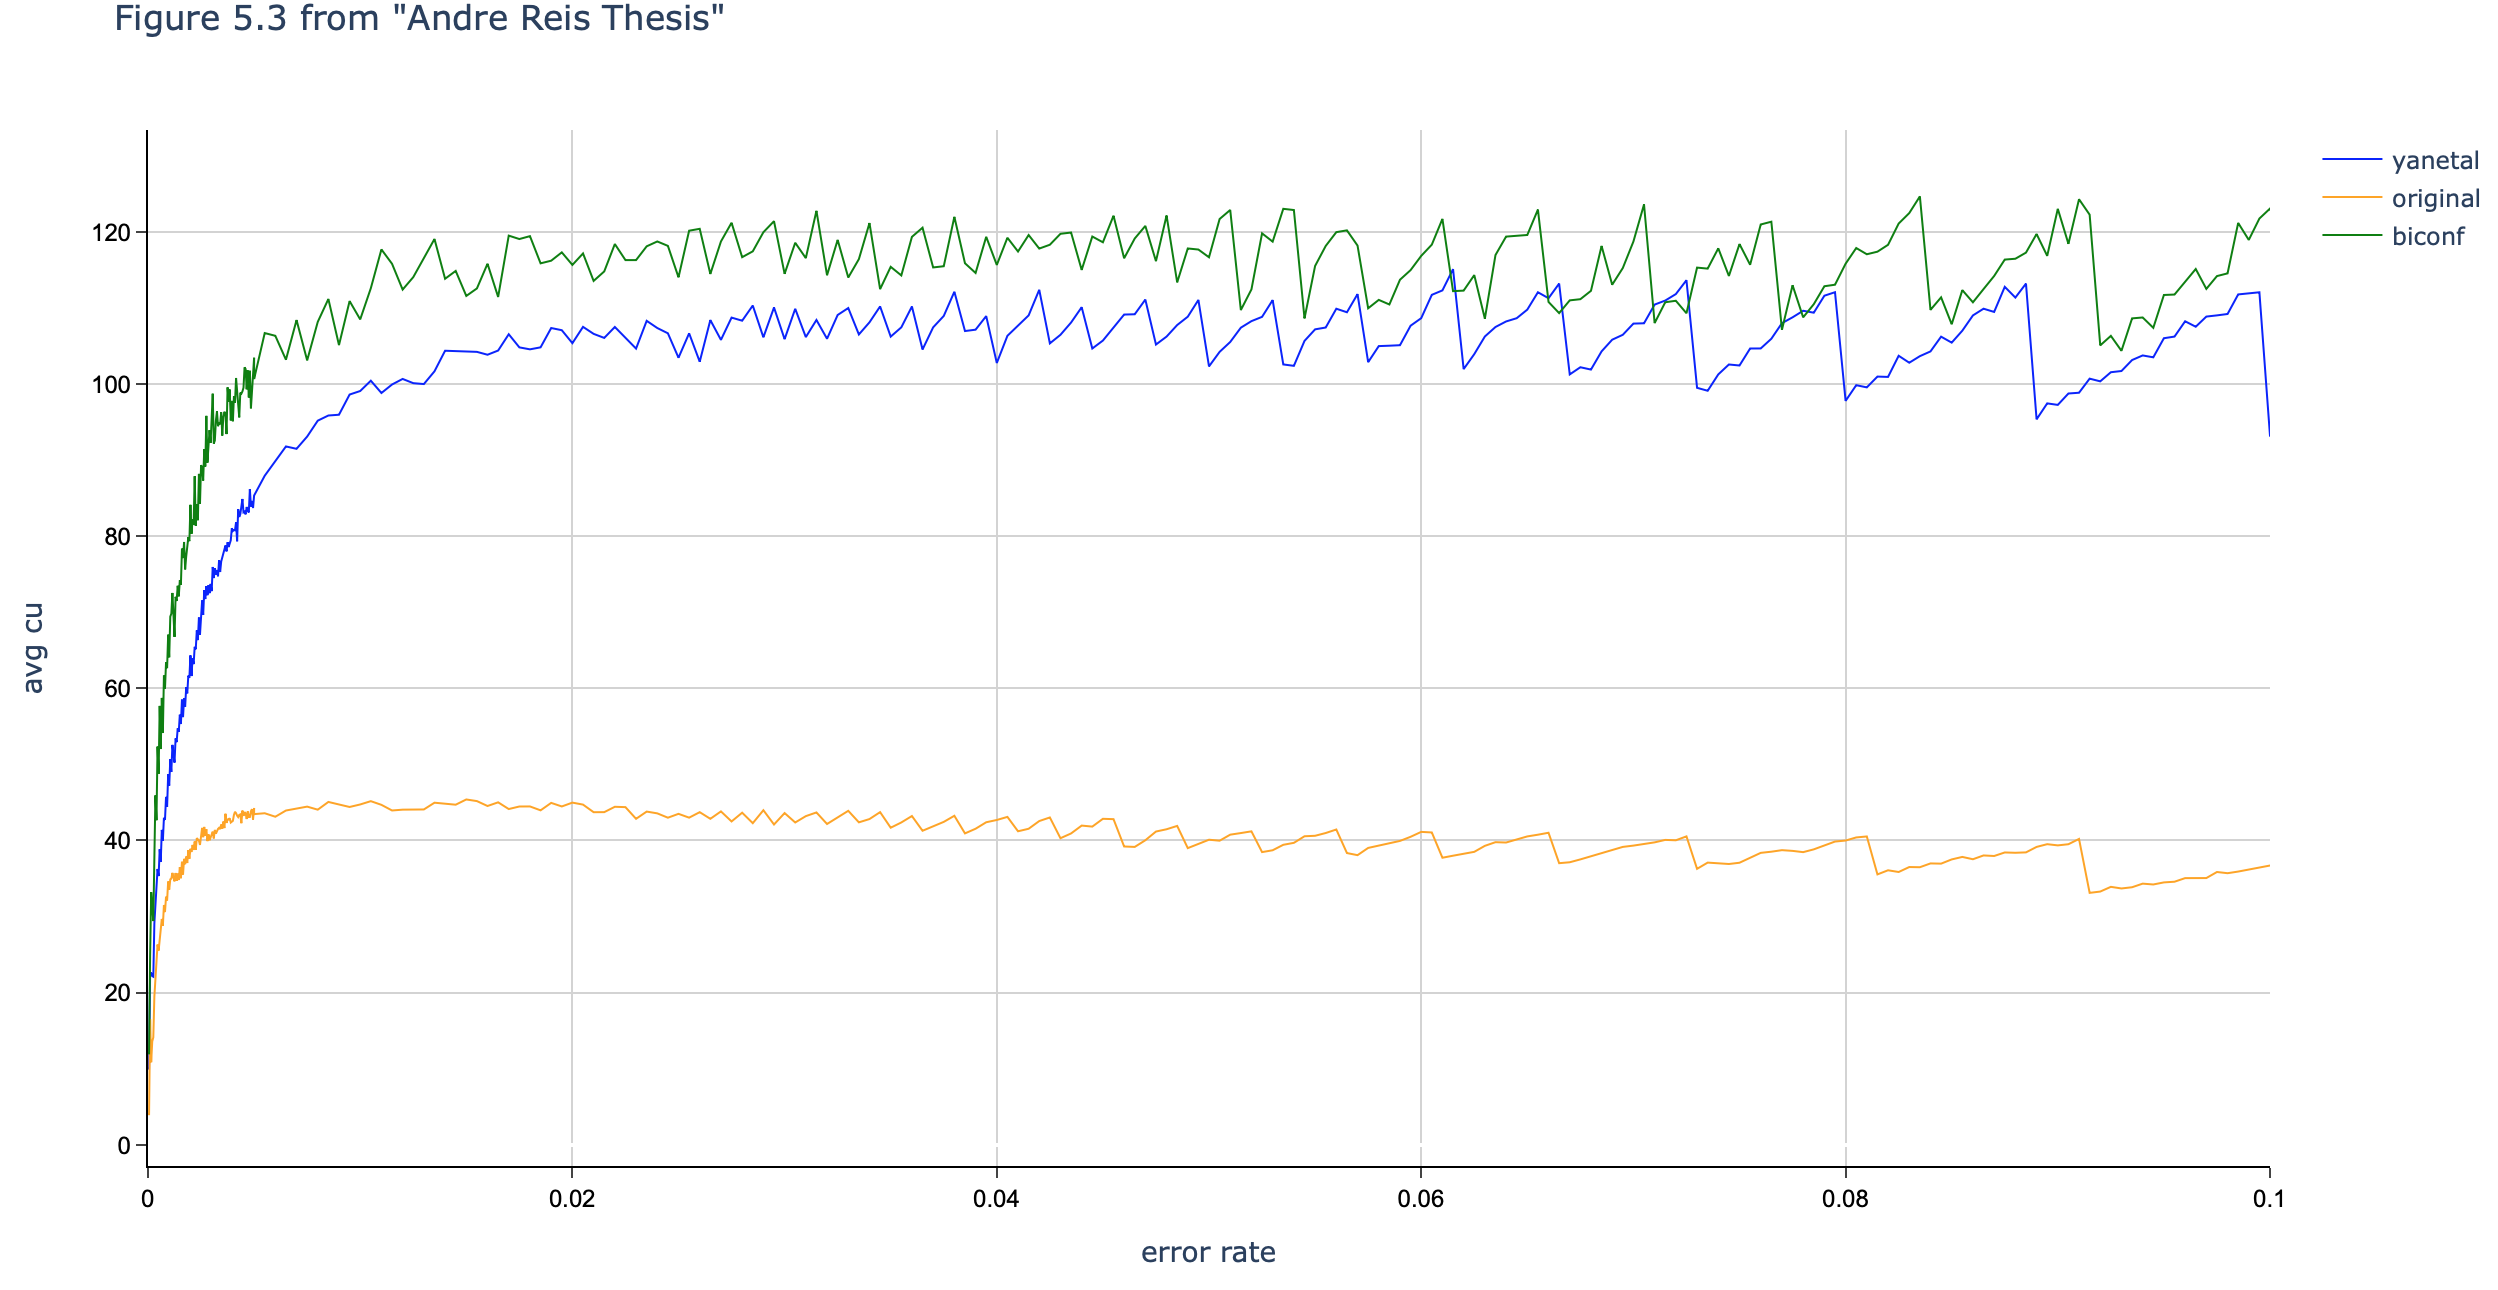 Figure 5.3 from "Andre Reis Thesis"
yanetal
original
biconf
120
100
80
60
40
20
0
avg cu
0 0.02 0.04 0.06 0.08 0.1
error rate